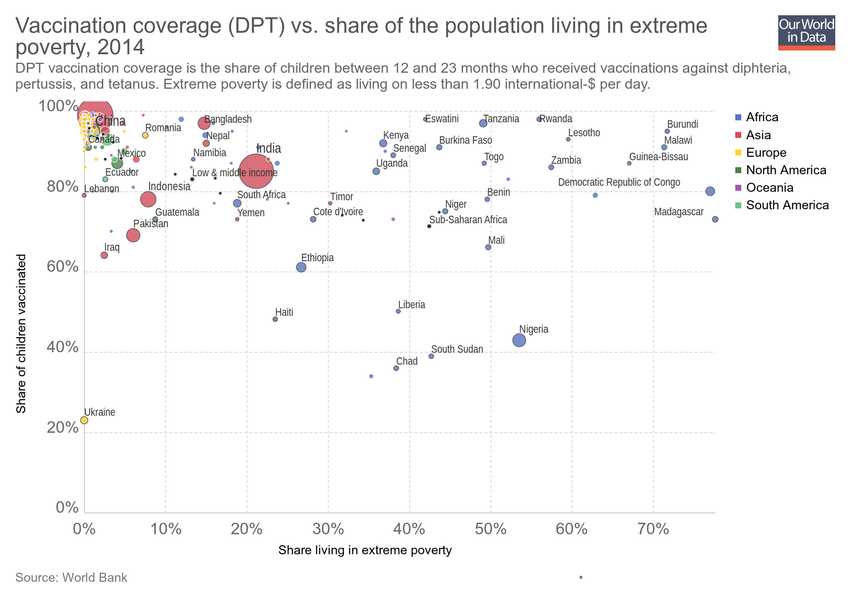 Vaccination coverage (DPT) vs. share of the population living in extreme
poverty, 2014
Our World
in Data
DPT vaccination coverage is the share of children between 12 and 23 months who received vaccinations against diphteria,
pertussis, and tetanus. Extreme poverty is defined as living on less than 1.90 international-$ per day.
100%
80%
60%
40%
20%
0%
Share of children vaccinated
China
Canada
Romania
Bangladesh
Eswatini
Tanzania
Rwanda
Burundi
Mexico
Nepal
India
Kenya
Senegal
Burkina Faso
Lesotho
Malawi
Ecuador
Namibia
Low & middle income
Uganda
Togo
Zambia
Guinea-Bissau
Lebanon
Indonesia
South Africa
Timor
Benin
Democratic Republic of Congo
Guatemala
Yemen
Cote d'Ivoire
Niger
Madagascar
Pakistan
Sub-Saharan Africa
Iraq
Mali
Ethiopia
Haiti
Liberia
Nigeria
South Sudan
Chad
Ukraine
Africa
Asia
Europe
North America
Oceania
South America
0%
10%
20%
30%
40%
50%
60%
70%
Share living in extreme poverty
Source: World Bank